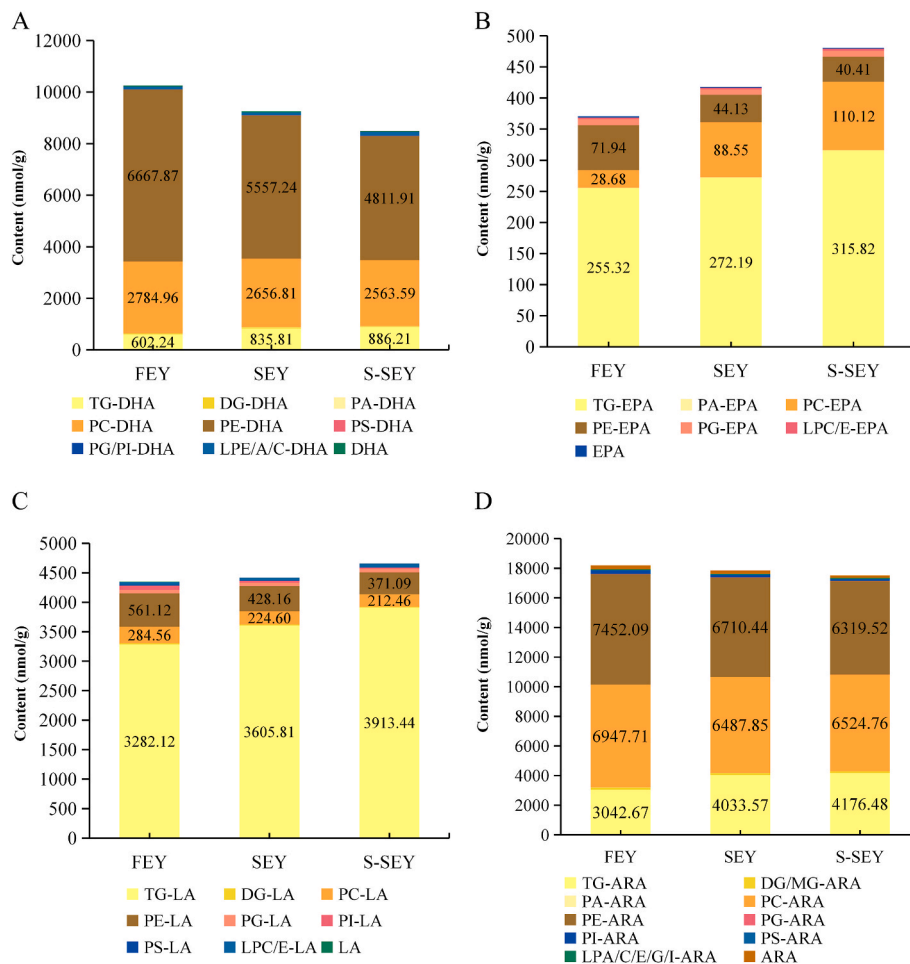 A
Content (nmol/g)
12000
10000
8000
6000
4000
2000
0
6667.87
5557.24
4811.91
2784.96
2656.81
2563.59
602.24
835.81
886.21
FEY SEY S-SEY
TG-DHA DG-DHA PA-DHA
PC-DHA PE-DHA PS-DHA
PG/PI-DHA LPE/A/C-DHA DHA
B
Content (nmol/g)
500
450
400
350
300
250
200
150
100
50
0
40.41
44.13
110.12
71.94
88.55
28.68
255.32
272.19
315.82
FEY SEY S-SEY
TG-EPA PA-EPA PC-EPA
PE-EPA PG-EPA LPC/E-EPA
EPA
C
Content (nmol/g)
5000
4500
4000
3500
3000
2500
2000
1500
1000
500
0
561.12
428.16
371.09
284.56
224.60
212.46
3282.12
3605.81
3913.44
FEY SEY S-SEY
TG-LA DG-LA PC-LA
PE-LA PG-LA PI-LA
PS-LA LPC/E-LA LA
D
Content (nmol/g)
20000
18000
16000
14000
12000
10000
8000
6000
4000
2000
0
7452.09
6710.44
6319.52
6947.71
6487.85
6524.76
3042.67
4033.57
4176.48
FEY SEY S-SEY
TG-ARA DG/MG-ARA
PA-ARA PC-ARA
PE-ARA PG-ARA
PI-ARA PS-ARA
LPA/C/E/G/I-ARA ARA